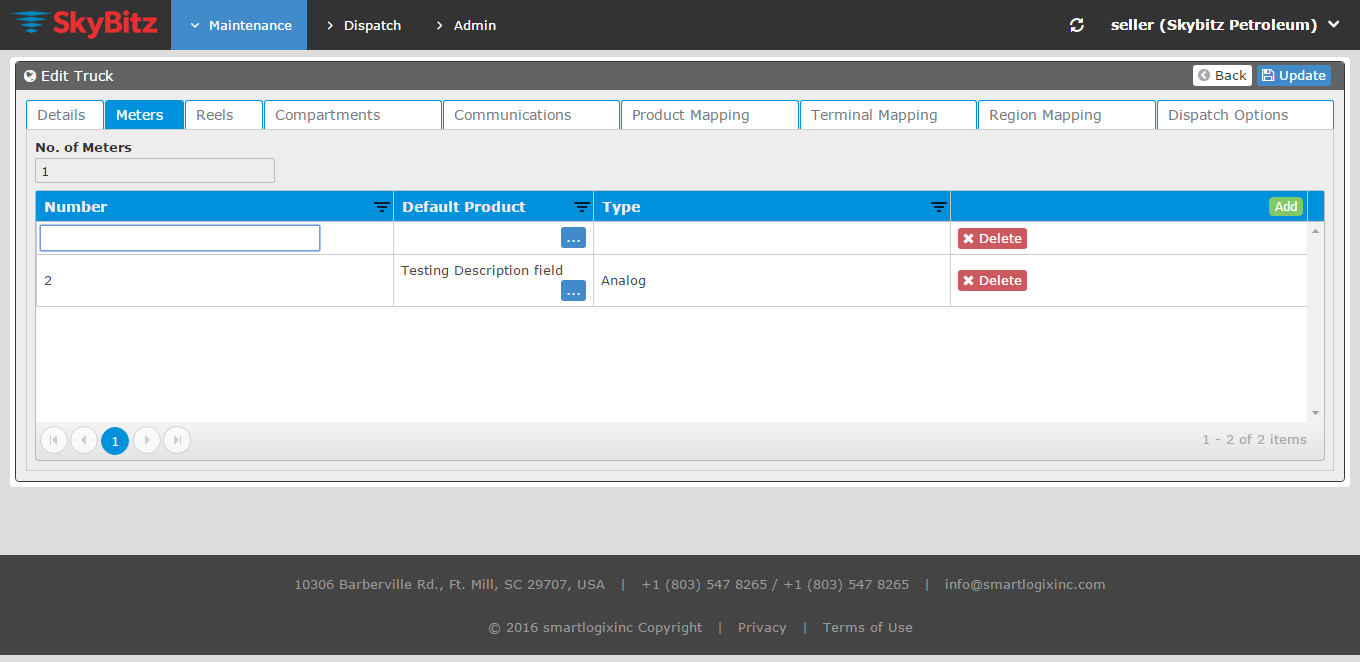 SkyBitz Maintenance Dispatch Admin seller (Skybitz Petroleum)
Edit Truck Back Update
Details Meters Reels Compartments Communications Product Mapping Terminal Mapping Region Mapping Dispatch Options
No. of Meters
1
Number Default Product Type Add
... Delete
2 Testing Description field ... Analog Delete
1 1 - 2 of 2 items
10306 Barberville Rd., Ft. Mill, SC 29707, USA | +1 (803) 547 8265 / +1 (803) 547 8265 | info@smartlogixinc.com
© 2016 smartlogixinc Copyright | Privacy | Terms of Use